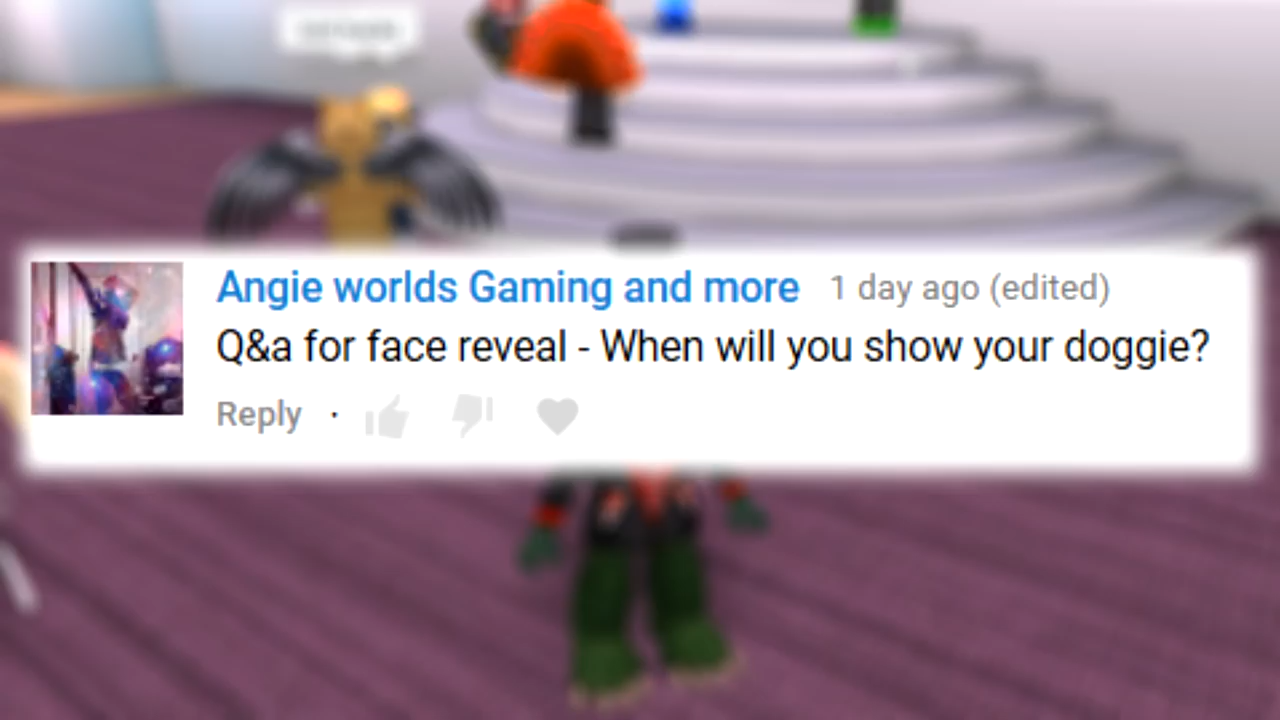 Angie worlds Gaming and more 1 day ago (edited)
Q&a for face reveal - When will you show your doggie?
Reply ·